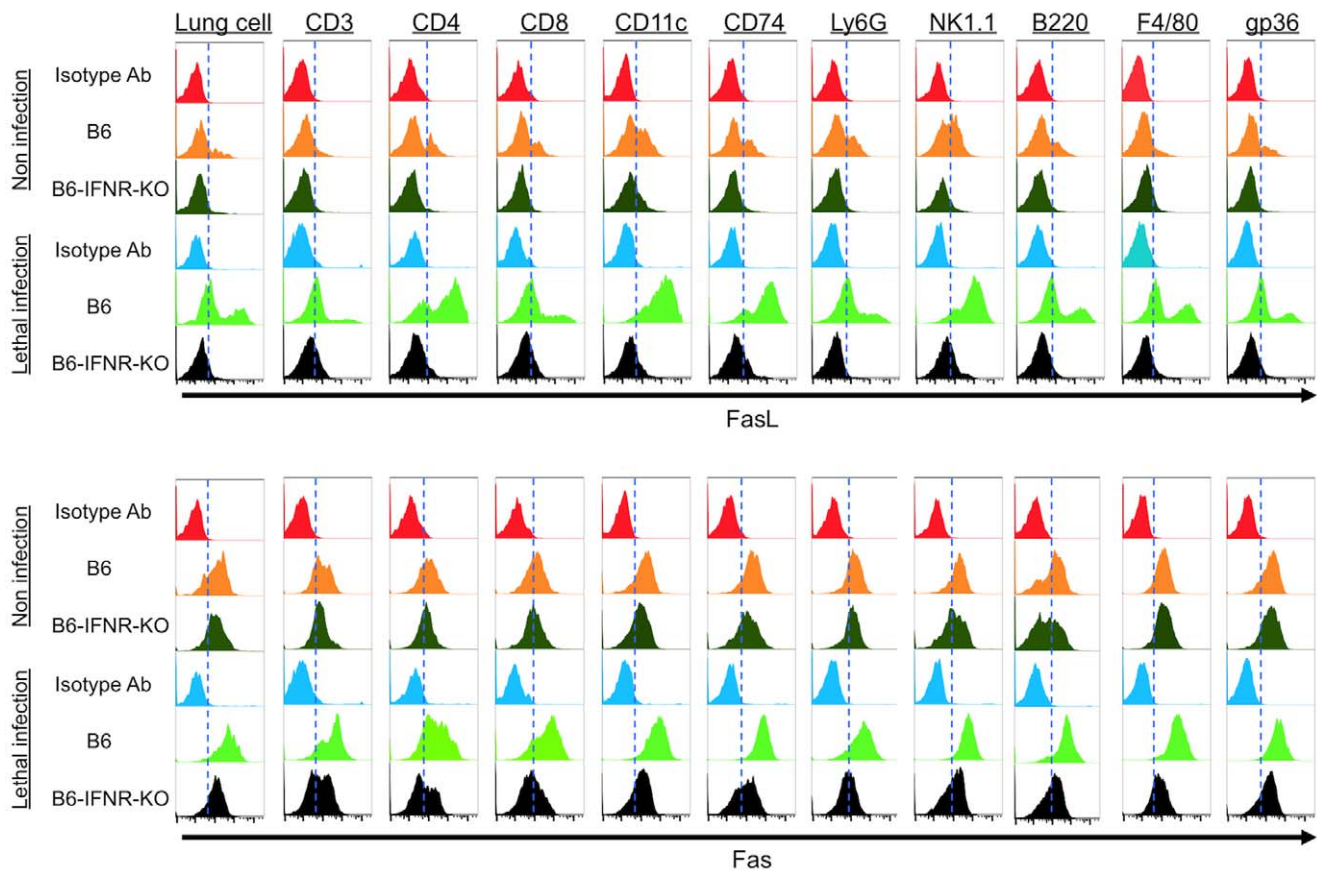 Lung cell CD3 CD4 CD8 CD11c CD74 Ly6G NK1.1 B220 F4/80 gp36
Non infection
Isotype Ab
B6
B6-IFNR-KO
Lethal infection
Isotype Ab
B6
B6-IFNR-KO
FasL
Non infection
Isotype Ab
B6
B6-IFNR-KO
Lethal infection
Isotype Ab
B6
B6-IFNR-KO
Fas